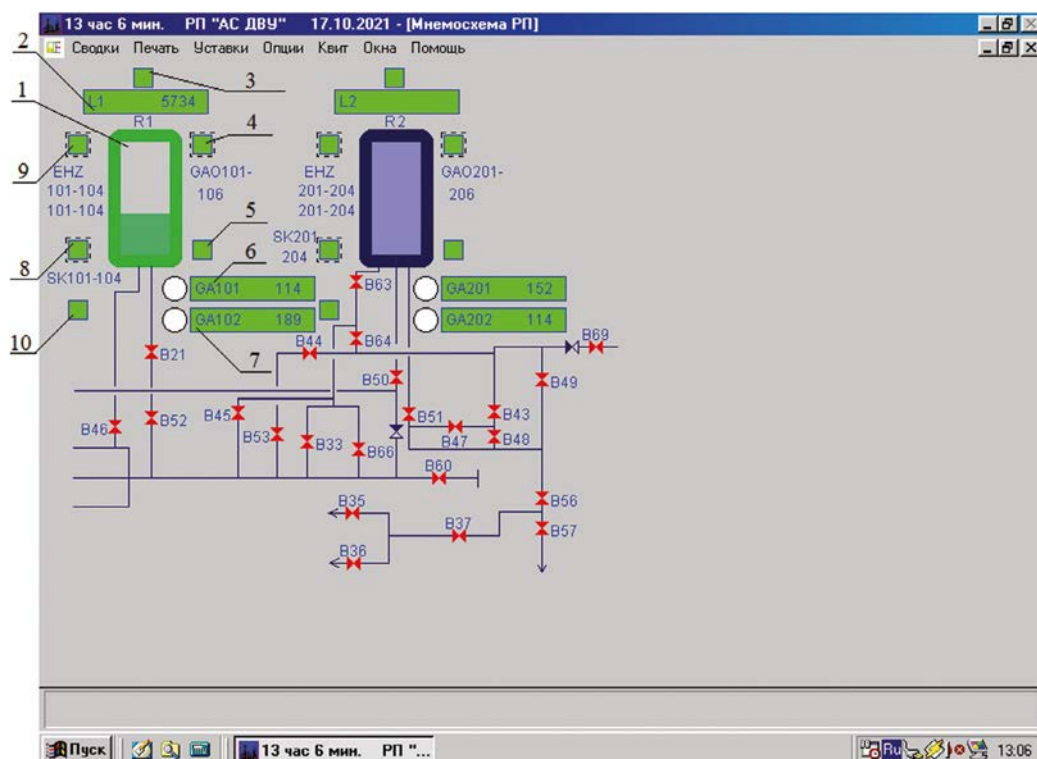 13 час 6 мин. РП "АС ДВУ" 17.10.2021 - [Мнемосхема РП]
Сводки Печать Уставки Опции Квит Окна Помощь
2
3
L1 5734
L2
1
R1
R2
4
9
EHZ
101-104
101-104
GAO101-
106
EHZ
201-204
201-204
GAO201-
206
5
SK201
204
6
8
SK101-104
GA101 114
B63
GA201 152
10
GA102 189
GA202 114
7
B44
B64
B69
B21
B50
B49
B46
B52
B45
B53
B33
B66
B51
B47
B43
B48
B60
B35
B37
B56
B57
B36
Пуск
13 час 6 мин. РП "...
Ru
13:06